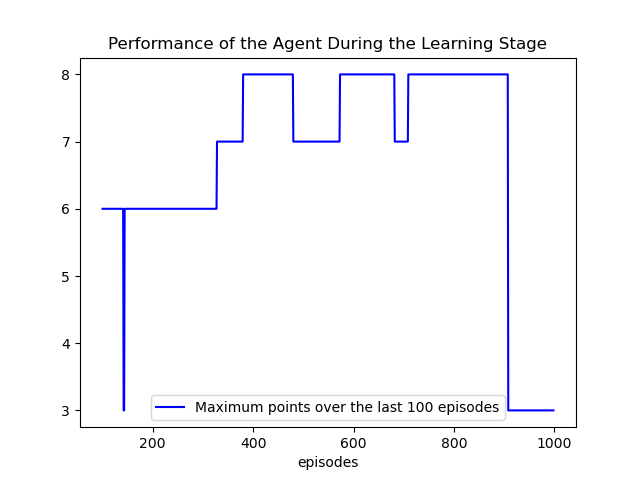 Performance of the Agent During the Learning Stage
8
7
6
5
4
3
Maximum points over the last 100 episodes
200 400 600 800 1000
episodes